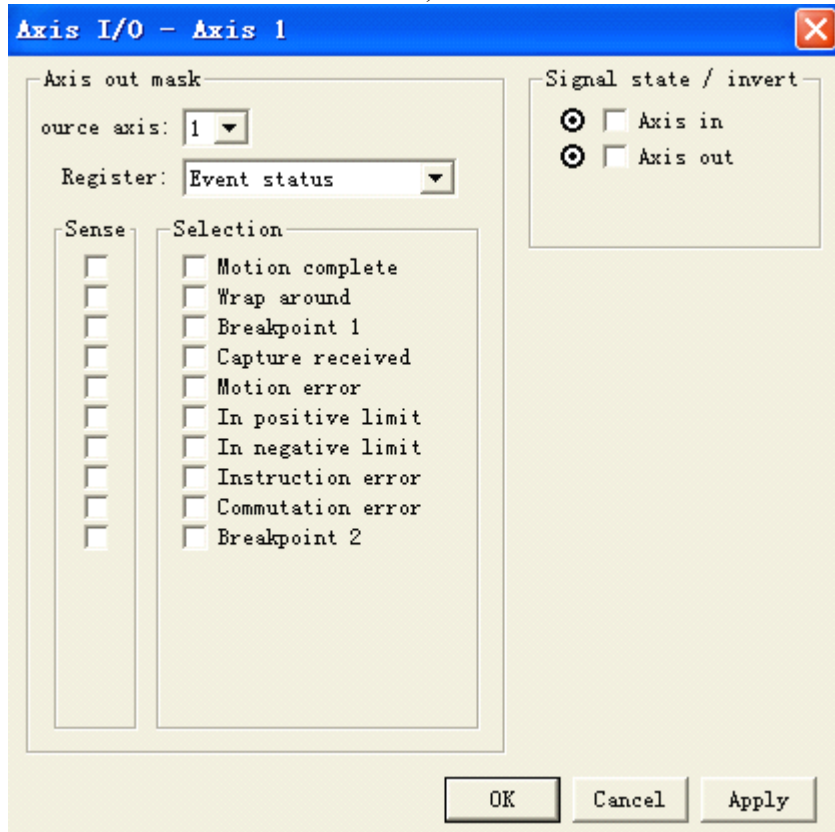 Axis I/O - Axis 1
Axis out mask
ource axis: 1
Register: Event status
Sense
Selection
Motion complete
Wrap around
Breakpoint 1
Capture received
Motion error
In positive limit
In negative limit
Instruction error
Commutation error
Breakpoint 2
Signal state / invert
Axis in
Axis out
OK
Cancel
Apply